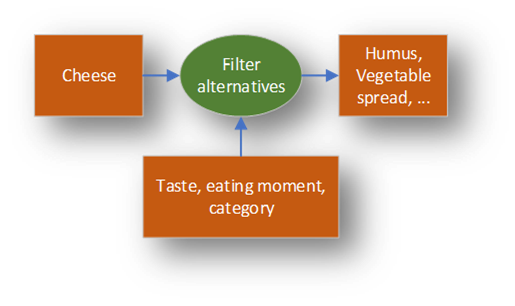 Cheese
Filter
alternatives
Humus,
Vegetable
spread, ...
Taste, eating moment,
category